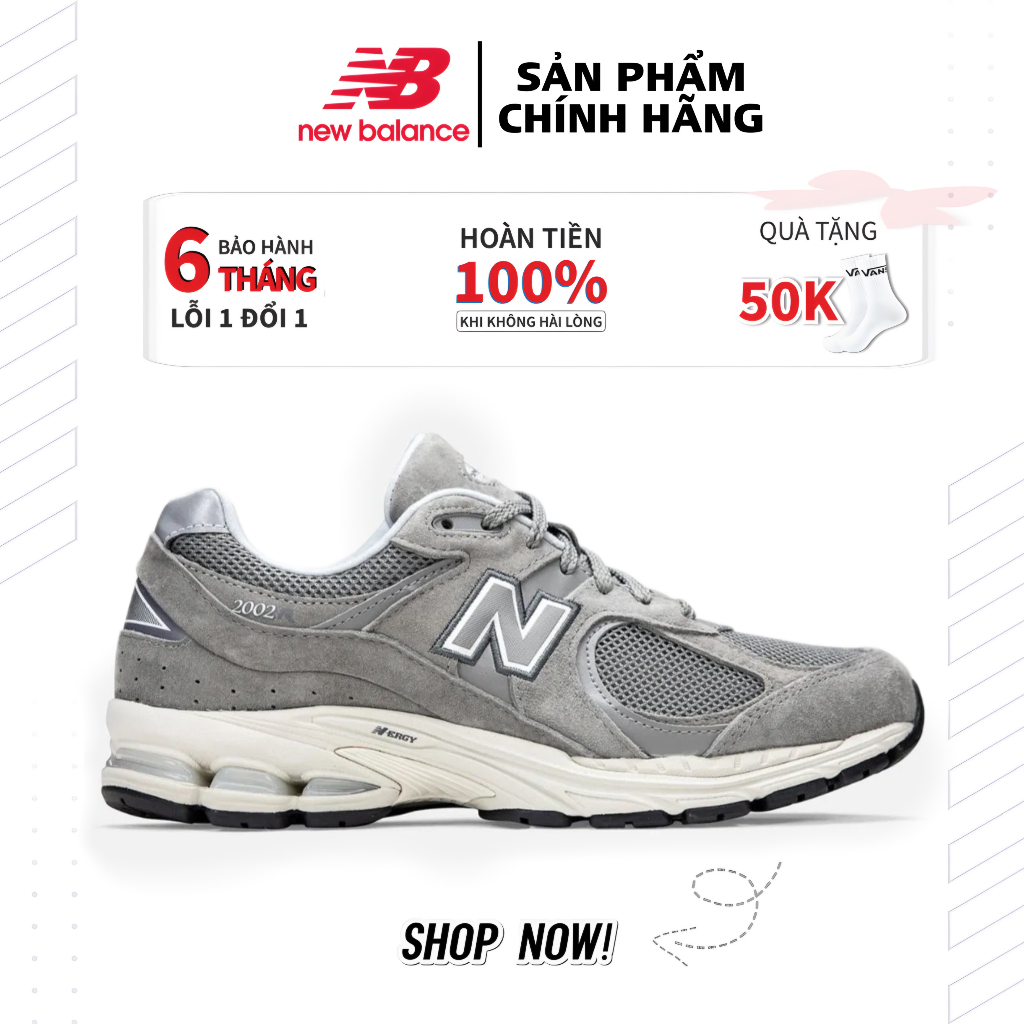 NB
new balance
SẢN PHẨM
CHÍNH HÃNG
6 BẢO HÀNH
THÁNG
LỖI 1 ĐỔI 1
HOÀN TIỀN
100%
KHI KHÔNG HÀI LÒNG
QUÀ TẶNG
50K
VANS
2002
N
N-ERGY
SHOP NOW!